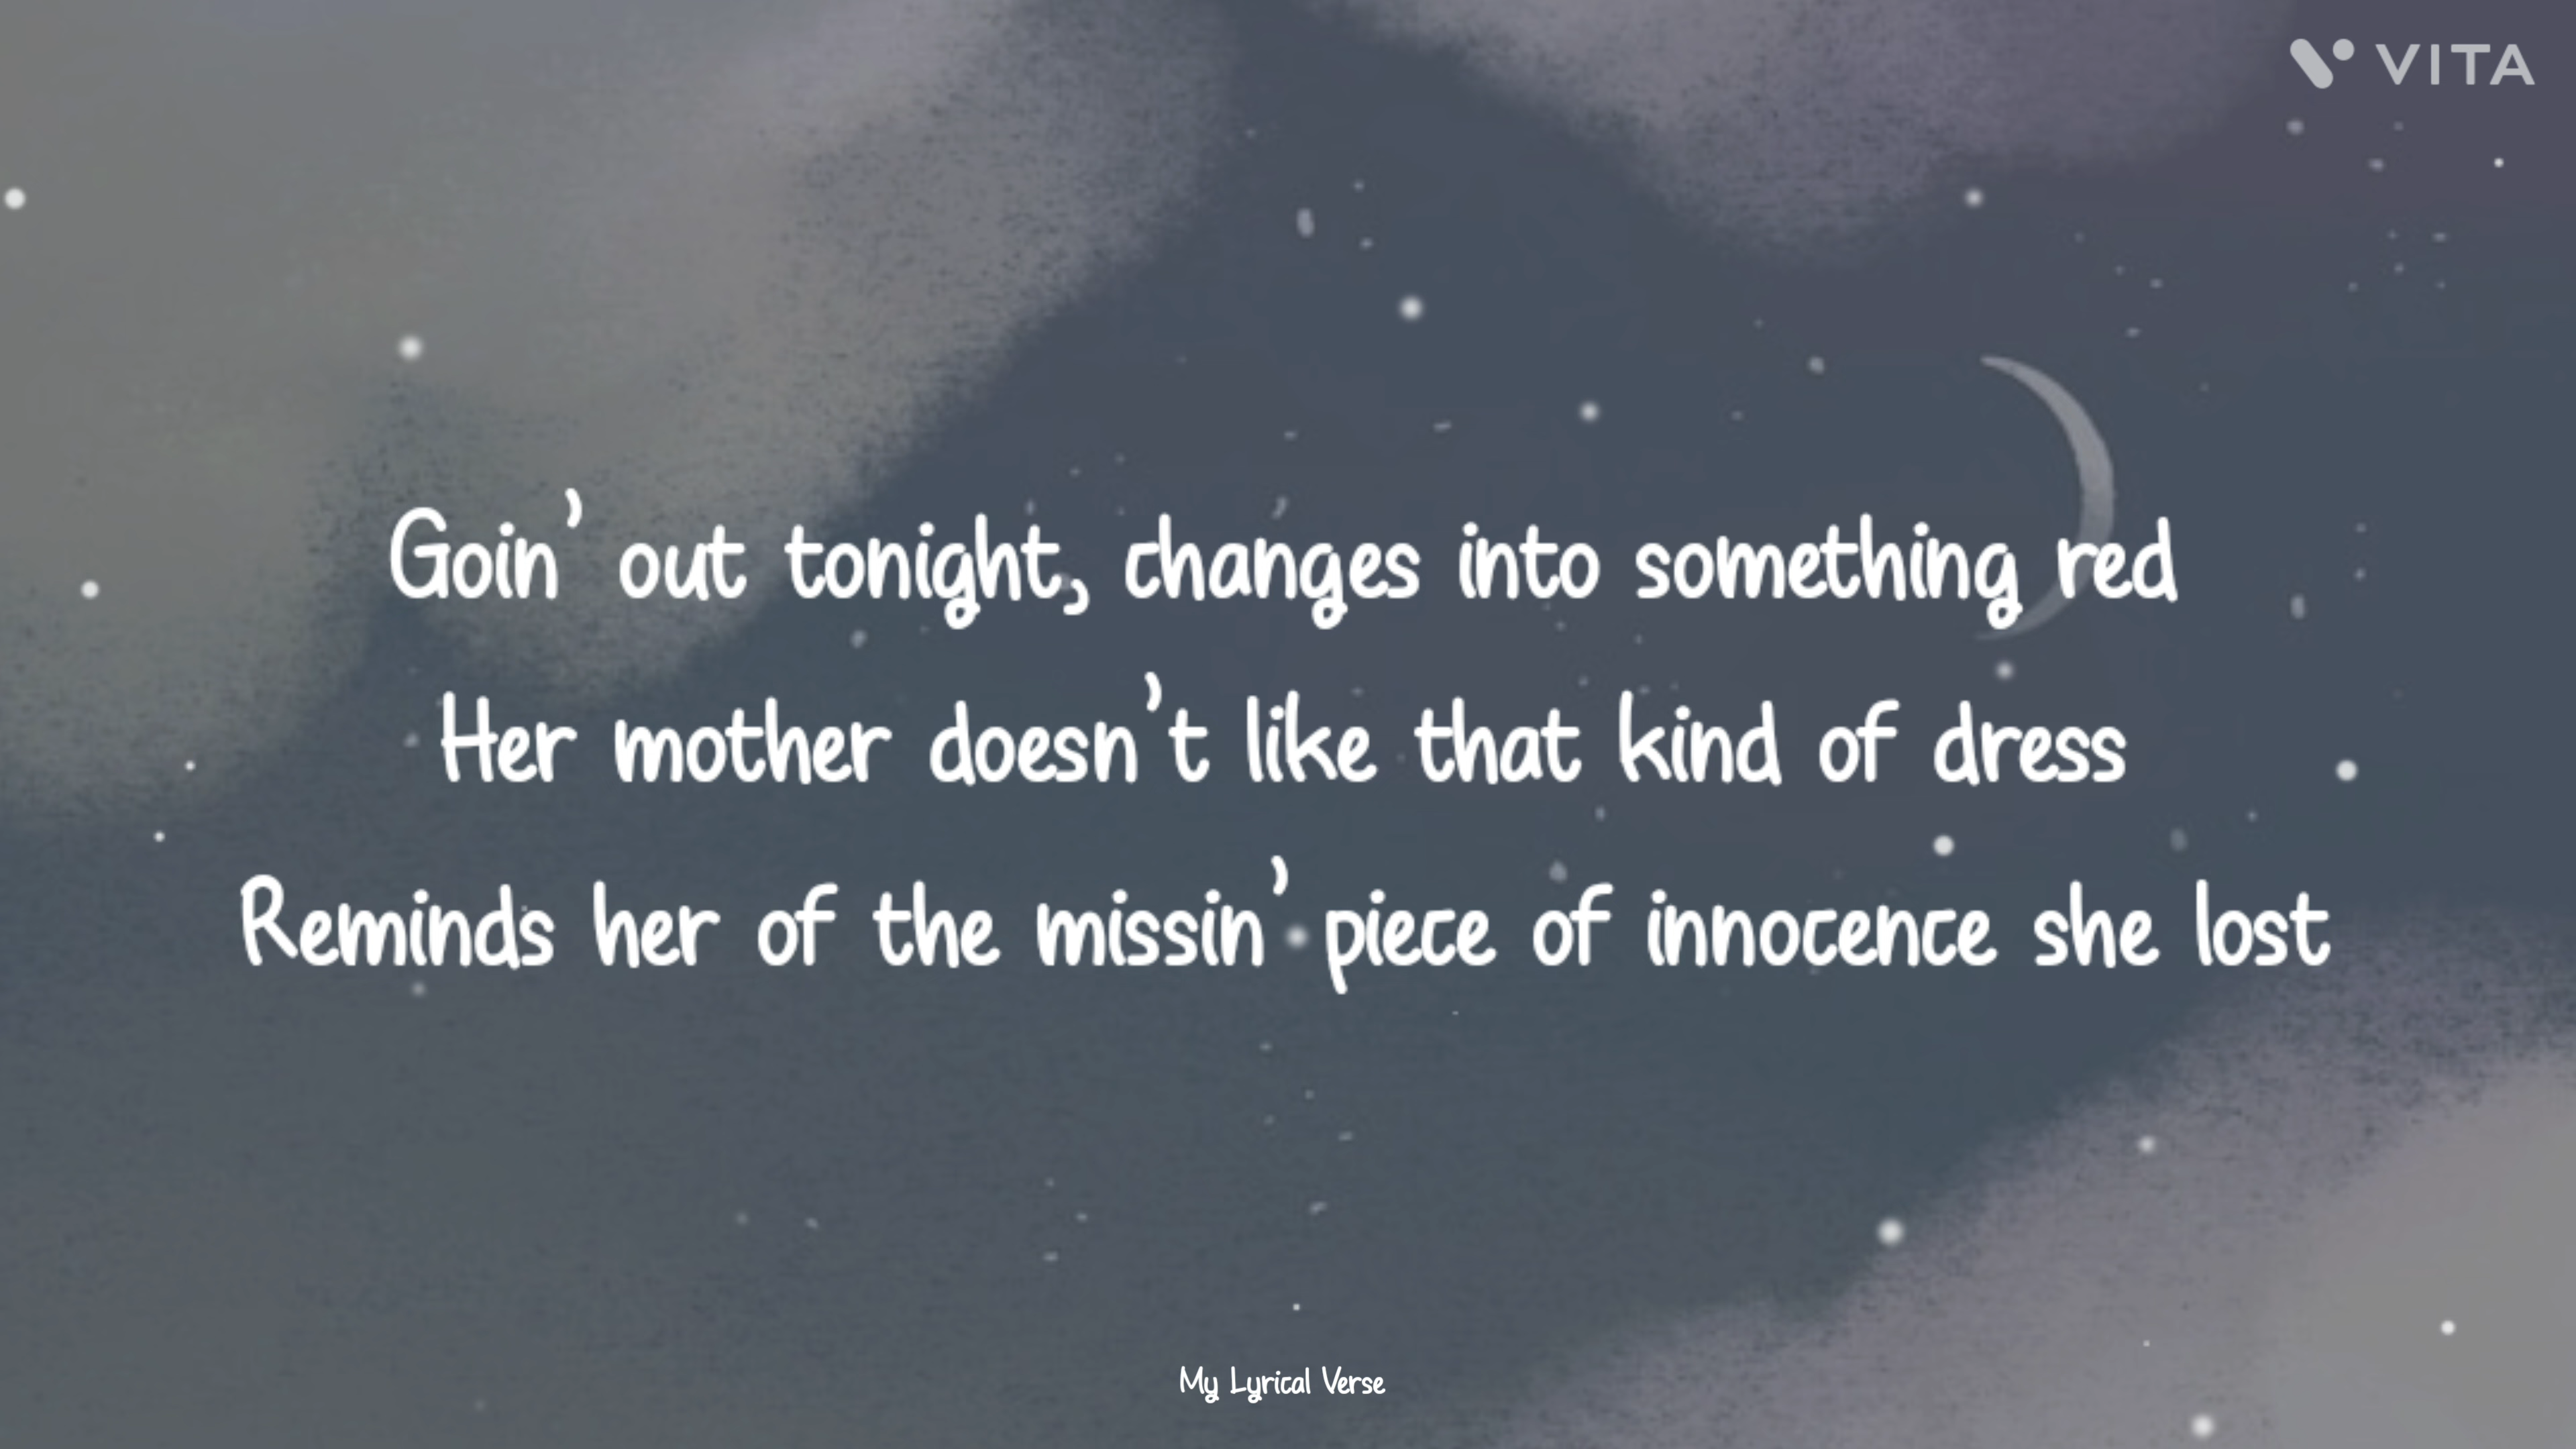 VITA
Goin' out tonight, changes into something red
Her mother doesn't like that kind of dress
Reminds her of the missin' piece of innocence she lost
My Lyrical Verse